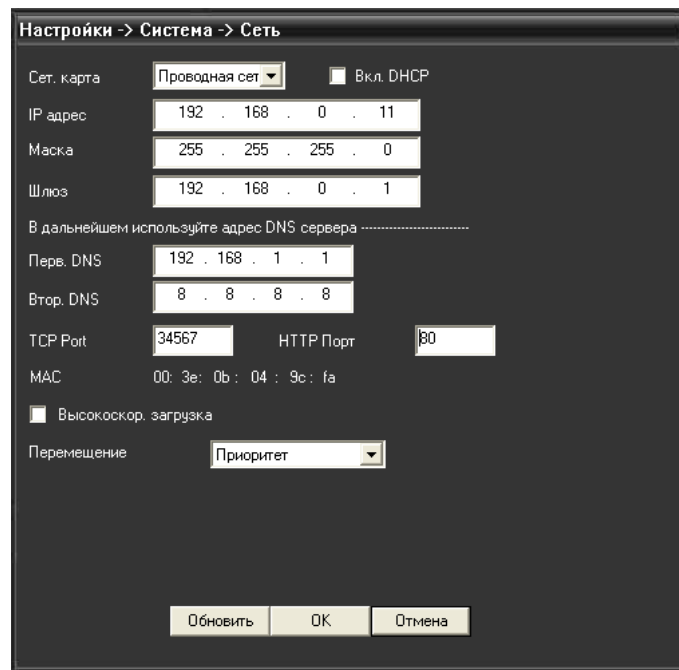 Настройки -> Система -> Сеть
Сет. карта Проводная сет Вкл. DHCP
IP адрес 192 . 168 . 0 . 11
Маска 255 . 255 . 255 . 0
Шлюз 192 . 168 . 0 . 1
В дальнейшем используйте адрес DNS сервера ---------------------------
Перв. DNS 192 . 168 . 1 . 1
Втор. DNS 8 . 8 . 8 . 8
TCP Port 34567 HTTP Порт 80
MAC 00: 3e: 0b : 04 : 9c : fa
Высокоскор. загрузка
Перемещение Приоритет
Обновить OK Отмена